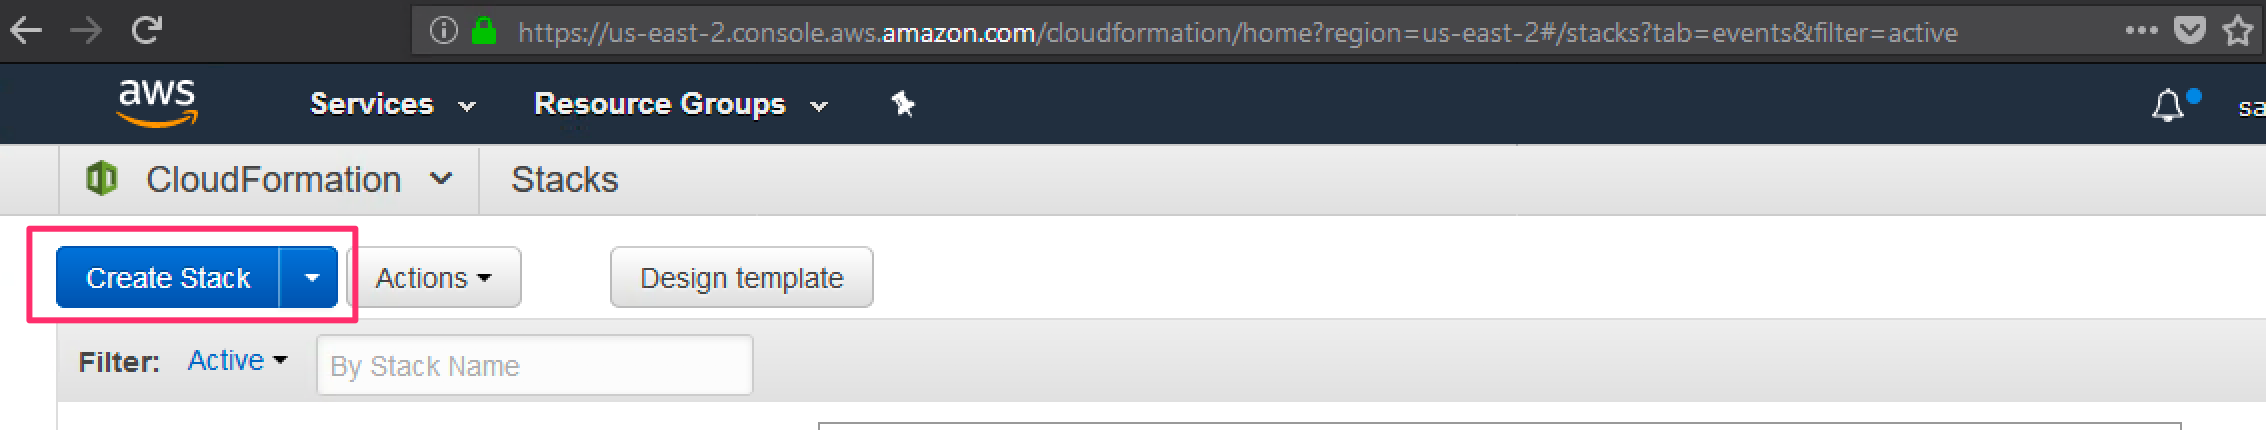 https://us-east-2.console.aws.amazon.com/cloudformation/home?region=us-east-2#/stacks?tab=events&filter=active
aws Services Resource Groups sa
CloudFormation Stacks
Create Stack Actions Design template
Filter: Active By Stack Name